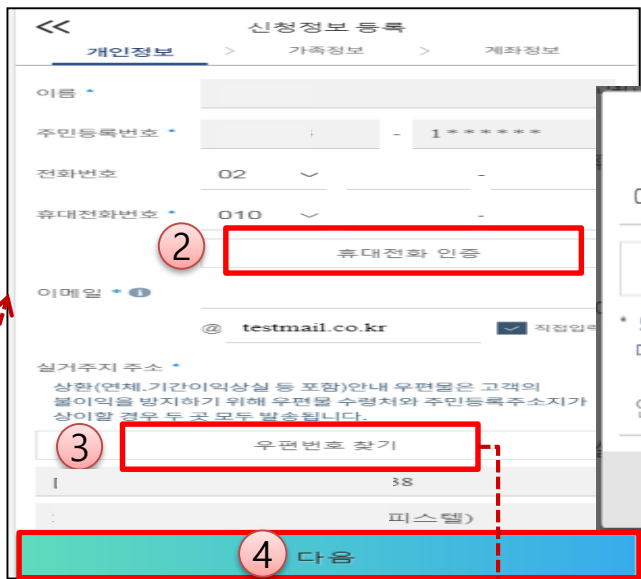 << 신청정보 등록
개인정보 > 가족정보 > 계좌정보
이름 *
주민등록번호 * - 1******
전화번호 02 -
휴대전화번호 * 010 -
② 휴대전화 인증
이메일 *
@ testmail.co.kr 직접입력
실거주지 주소 *
상환(연체.기간이익상실 등 포함)안내 우편물은 고객의
불이익을 방지하기 위해 우편물 수령처와 주민등록주소지가
상이할 경우 두 곳 모두 발송됩니다.
③ 우편번호 찾기
38
피스텔)
④ 다음